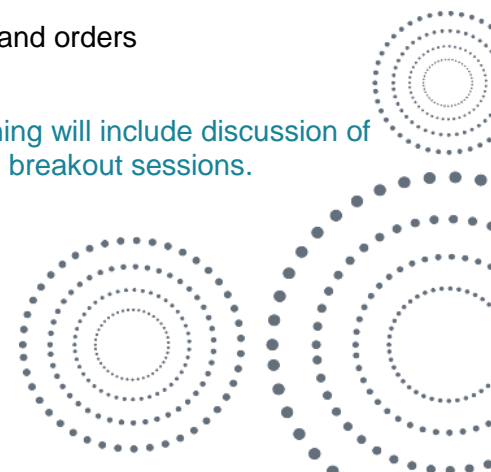 and orders
ning will include discussion of
breakout sessions.